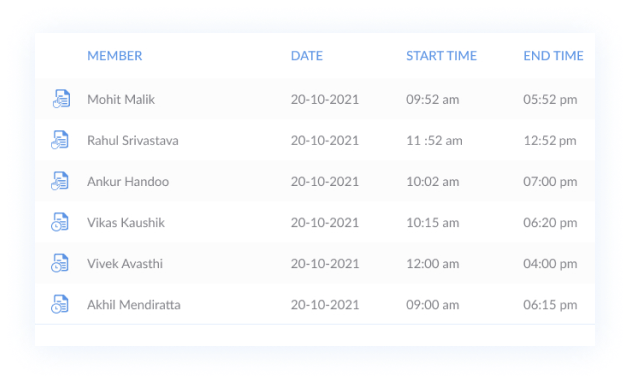 MEMBER DATE START TIME END TIME
Mohit Malik 20-10-2021 09:52 am 05:52 pm
Rahul Srivastava 20-10-2021 11 :52 am 12:52 pm
Ankur Handoo 20-10-2021 10:02 am 07:00 pm
Vikas Kaushik 20-10-2021 10:15 am 06:20 pm
Vivek Avasthi 20-10-2021 12:00 am 04:00 pm
Akhil Mendiratta 20-10-2021 09:00 am 06:15 pm